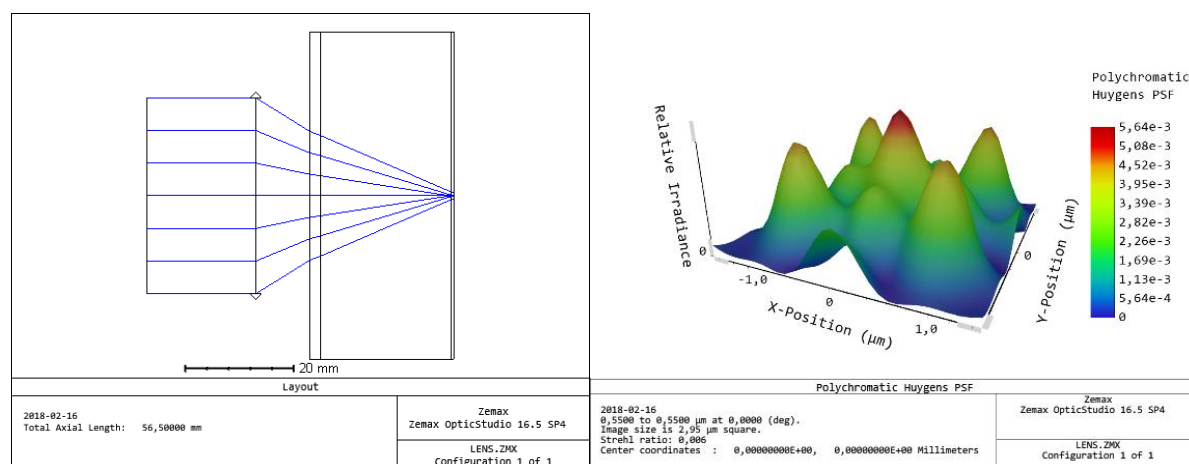 20 mm
Layout
2018-02-16
Total Axial Length: 56,50000 mm
Zemax
Zemax OpticStudio 16.5 SP4
LENS.ZMX
Configuration 1 of 1
Polychromatic
Huygens PSF
5,64e-3
5,08e-3
4,52e-3
3,95e-3
3,39e-3
2,82e-3
2,26e-3
1,69e-3
1,13e-3
5,64e-4
0
Relative Irradiance
0
-1,0
0
1,0
X-Position (µm)
0
Y-Position (µm)
Polychromatic Huygens PSF
2018-02-16
0,5500 to 0,5500 µm at 0,0000 (deg).
Image size is 2,95 µm square.
Strehl ratio: 0,006
Center coordinates : 0,00000000E+00, 0,00000000E+00 Millimeters
Zemax
Zemax OpticStudio 16.5 SP4
LENS.ZMX
Configuration 1 of 1